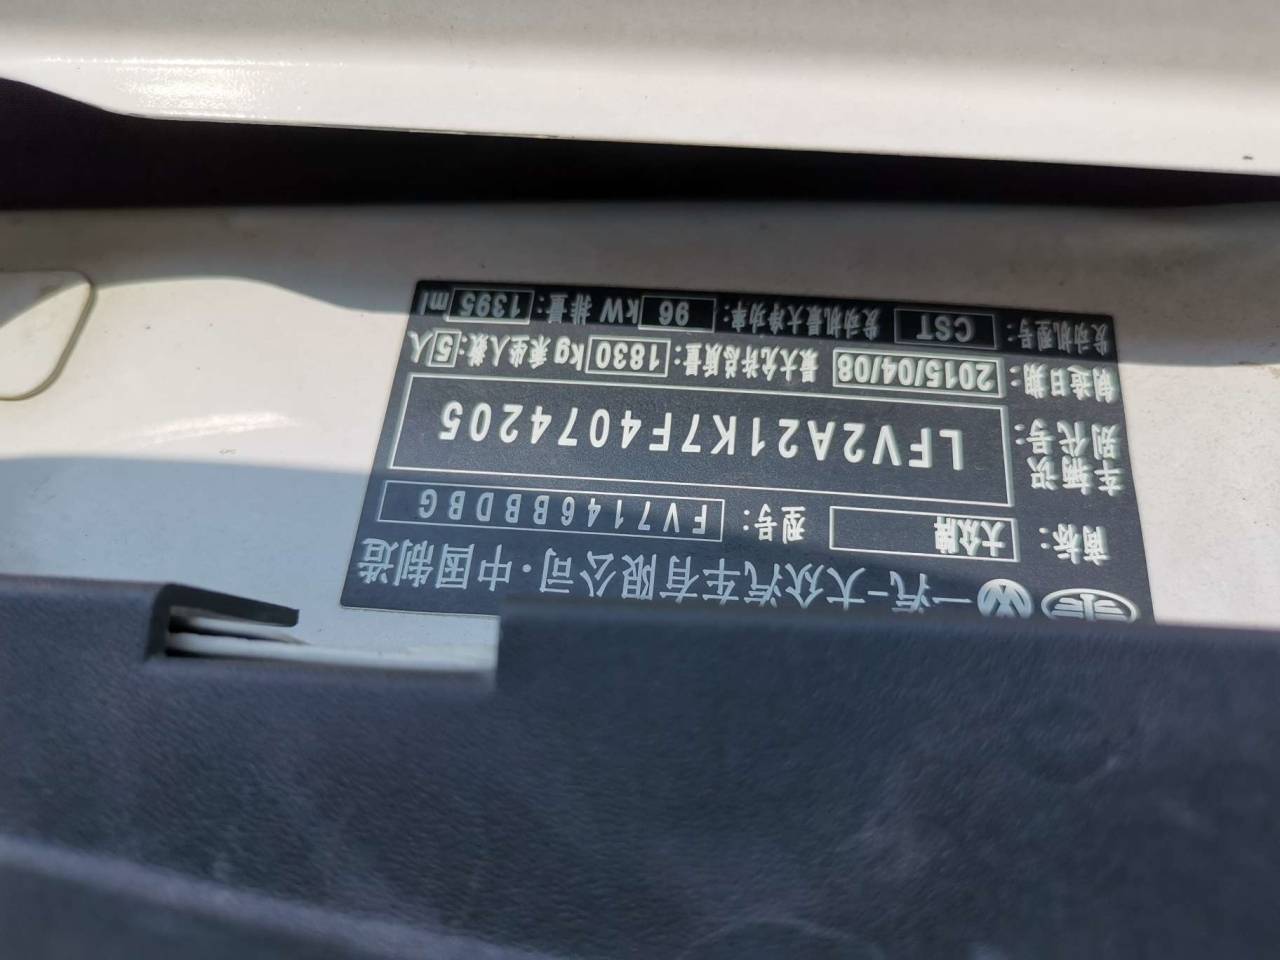 一汽-大众汽车有限公司·中国制造
商标: 大众牌 型号: FV7146BBDBG
车辆识别代号: LFV2A21K7F4074205
制造日期: 2015/04/08 最大允许总质量: 1830 kg 乘坐人数: 5 人
发动机型号: CST 发动机最大净功率: 96 kW 排量: 1395 ml